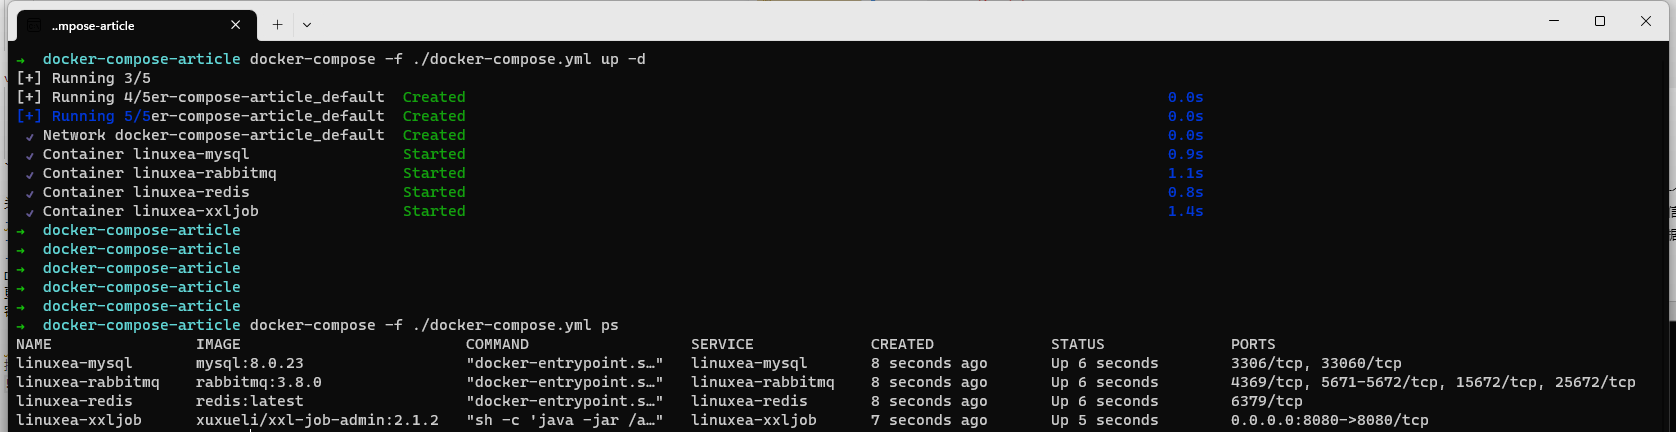 ..mpose-article
→ docker-compose-article docker-compose -f ./docker-compose.yml up -d
[+] Running 3/5
[+] Running 4/5er-compose-article_default Created 0.0s
[+] Running 5/5er-compose-article_default Created 0.0s
✓ Network docker-compose-article_default Created 0.0s
✓ Container linuxea-mysql Started 0.9s
✓ Container linuxea-rabbitmq Started 1.1s
✓ Container linuxea-redis Started 0.8s
✓ Container linuxea-xxljob Started 1.4s
→ docker-compose-article
→ docker-compose-article
→ docker-compose-article
→ docker-compose-article
→ docker-compose-article
→ docker-compose-article docker-compose -f ./docker-compose.yml ps
NAME IMAGE COMMAND SERVICE CREATED STATUS PORTS
linuxea-mysql mysql:8.0.23 "docker-entrypoint.s…" linuxea-mysql 8 seconds ago Up 6 seconds 3306/tcp, 33060/tcp
linuxea-rabbitmq rabbitmq:3.8.0 "docker-entrypoint.s…" linuxea-rabbitmq 8 seconds ago Up 6 seconds 4369/tcp, 5671-5672/tcp, 15672/tcp, 25672/tcp
linuxea-redis redis:latest "docker-entrypoint.s…" linuxea-redis 8 seconds ago Up 6 seconds 6379/tcp
linuxea-xxljob xuxueli/xxl-job-admin:2.1.2 "sh -c 'java -jar /a…" linuxea-xxljob 7 seconds ago Up 5 seconds 0.0.0.0:8080->8080/tcp